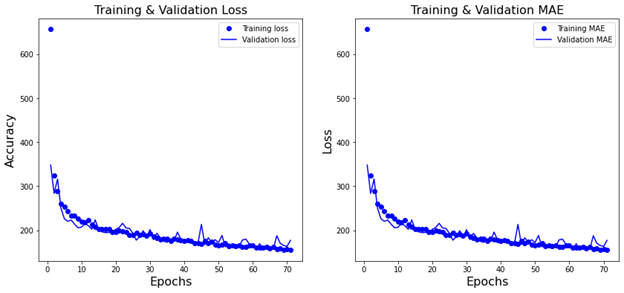 Training & Validation Loss
Training loss
Validation loss
600
500
400
300
200
0 10 20 30 40 50 60 70
Accuracy
Epochs
Training & Validation MAE
Training MAE
Validation MAE
600
500
400
300
200
0 10 20 30 40 50 60 70
Loss
Epochs